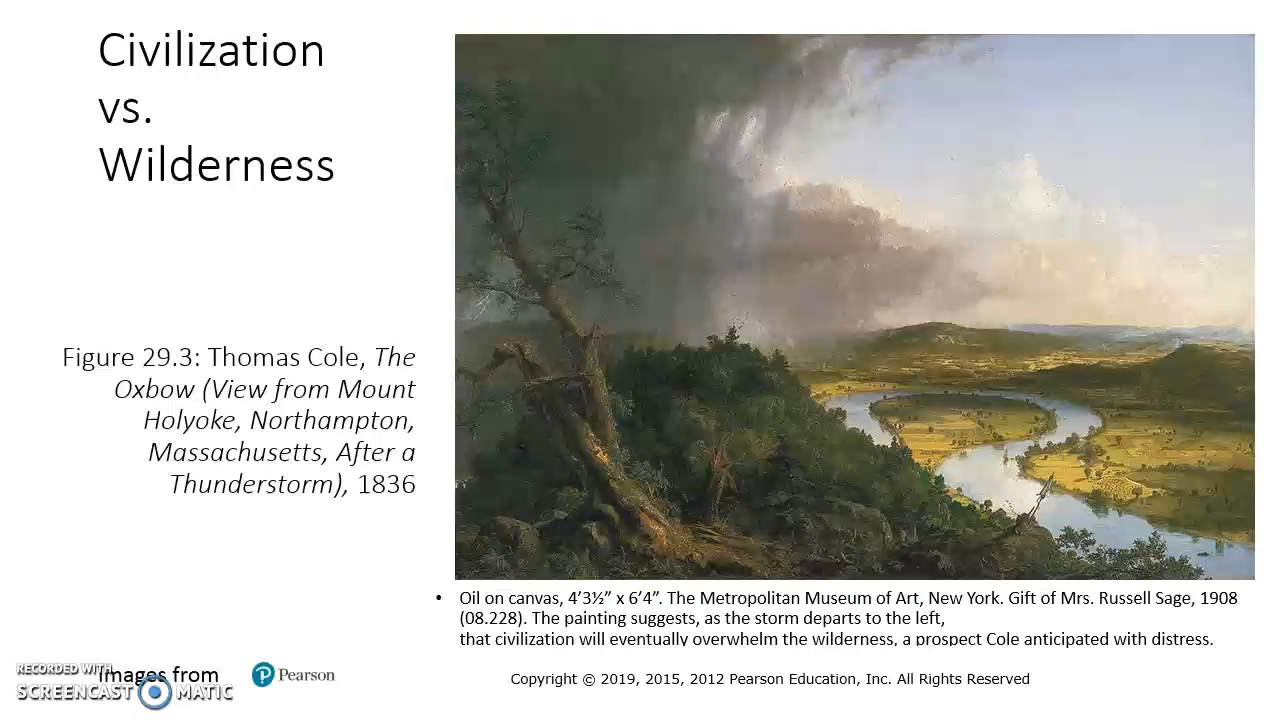 Civilization
vs.
Wilderness
Figure 29.3: Thomas Cole, The
Oxbow (View from Mount
Holyoke, Northampton,
Massachusetts, After a
Thunderstorm), 1836
• Oil on canvas, 4’3½” x 6’4”. The Metropolitan Museum of Art, New York. Gift of Mrs. Russell Sage, 1908
(08.228). The painting suggests, as the storm departs to the left,
that civilization will eventually overwhelm the wilderness, a prospect Cole anticipated with distress.
RECORDED WITH
Images from
SCREENCAST MATIC
Pearson
Copyright © 2019, 2015, 2012 Pearson Education, Inc. All Rights Reserved